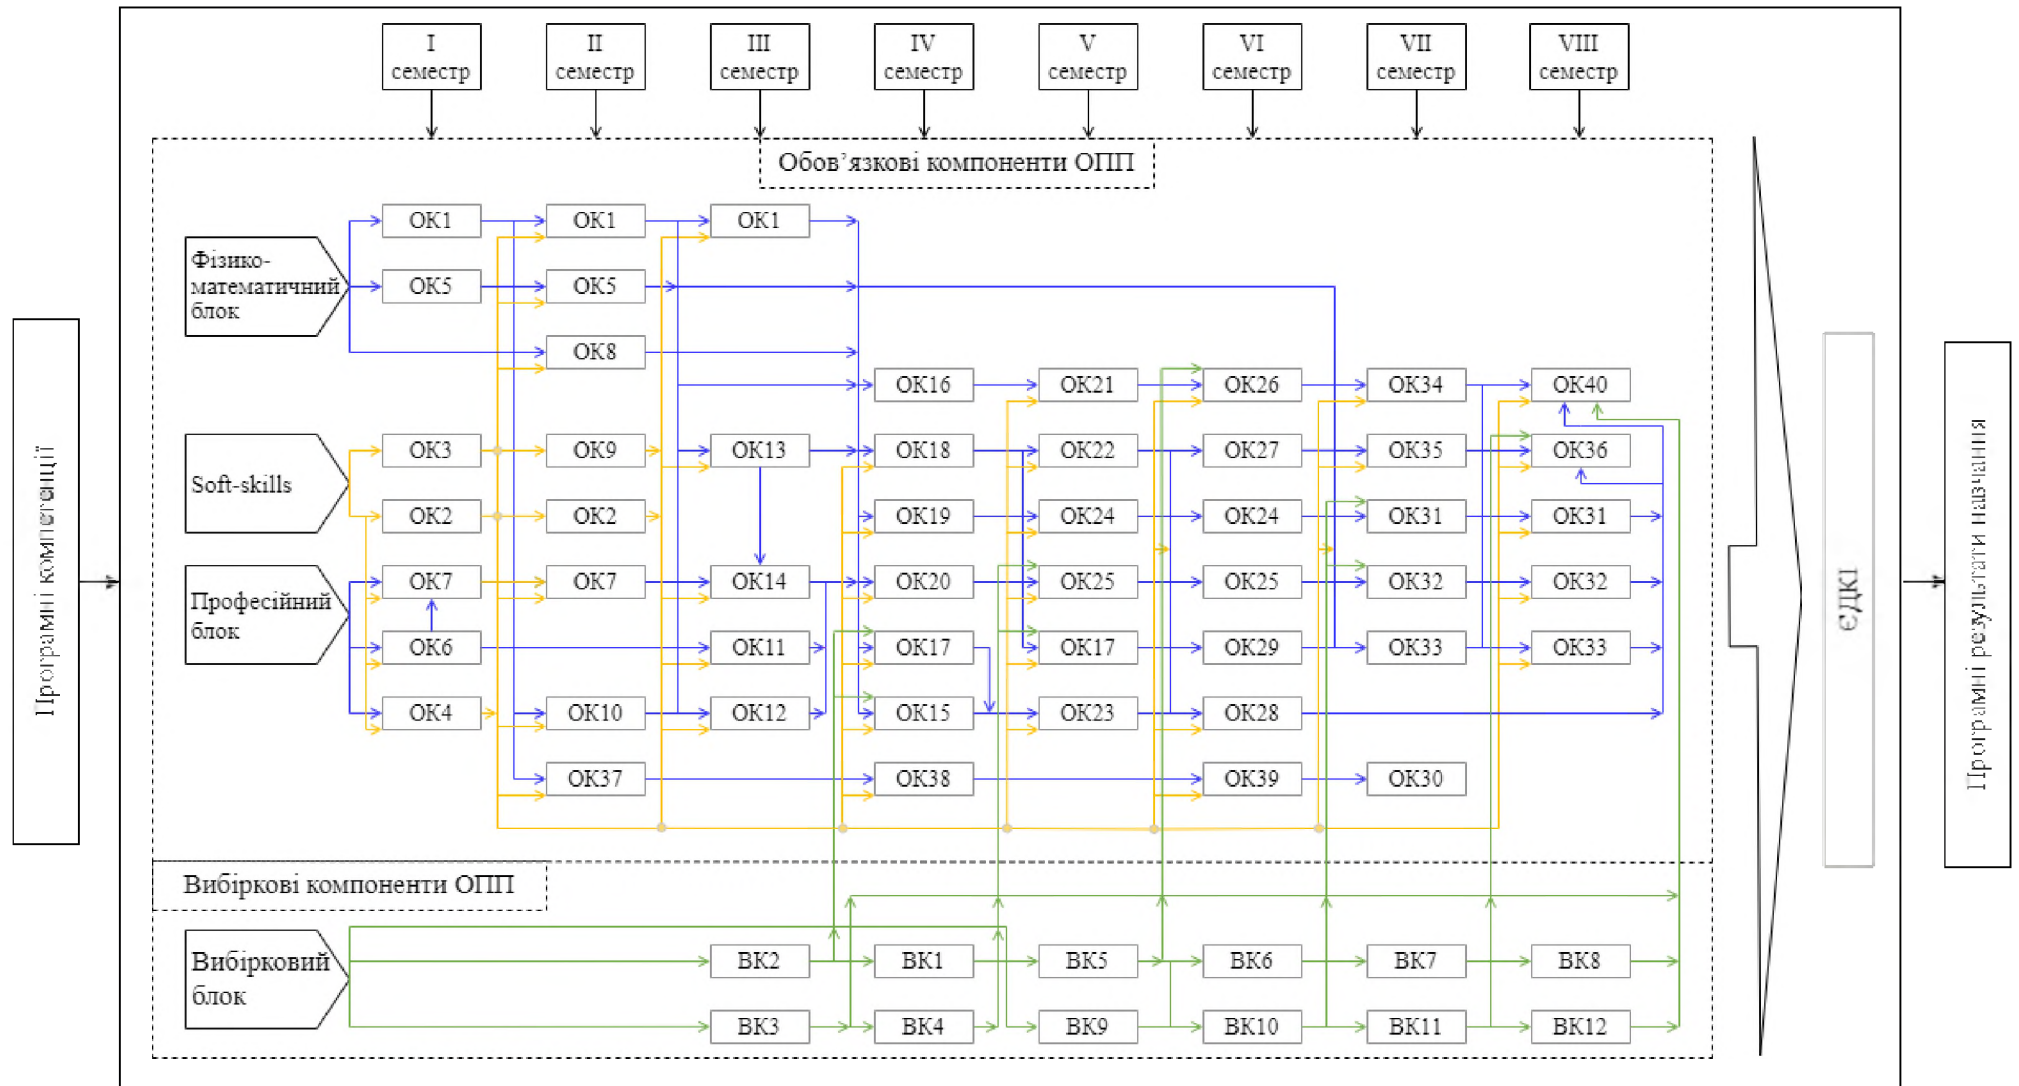 I
семестр
II
семестр
III
семестр
IV
семестр
V
семестр
VI
семестр
VII
семестр
VIII
семестр
Обов’язкові компоненти ОПП
Фізико-
математичний
блок
ОК1
ОК1
ОК1
ОК5
ОК5
ОК8
ОК16
ОК21
ОК26
ОК34
ОК40
Soft-skills
ОК3
ОК9
ОК13
ОК18
ОК22
ОК27
ОК35
ОК36
ОК2
ОК2
ОК19
ОК24
ОК24
ОК31
ОК31
Професійний
блок
ОК7
ОК7
ОК14
ОК20
ОК25
ОК25
ОК32
ОК32
ОК6
ОК11
ОК17
ОК17
ОК29
ОК33
ОК33
ОК4
ОК10
ОК12
ОК15
ОК23
ОК28
ОК37
ОК38
ОК39
ОК30
Вибіркові компоненти ОПП
Вибірковий
блок
ВК2
ВК1
ВК5
ВК6
ВК7
ВК8
ВК3
ВК4
ВК9
ВК10
ВК11
ВК12
Програмні компетенції
ЄДКІ
Програмні результати навчання